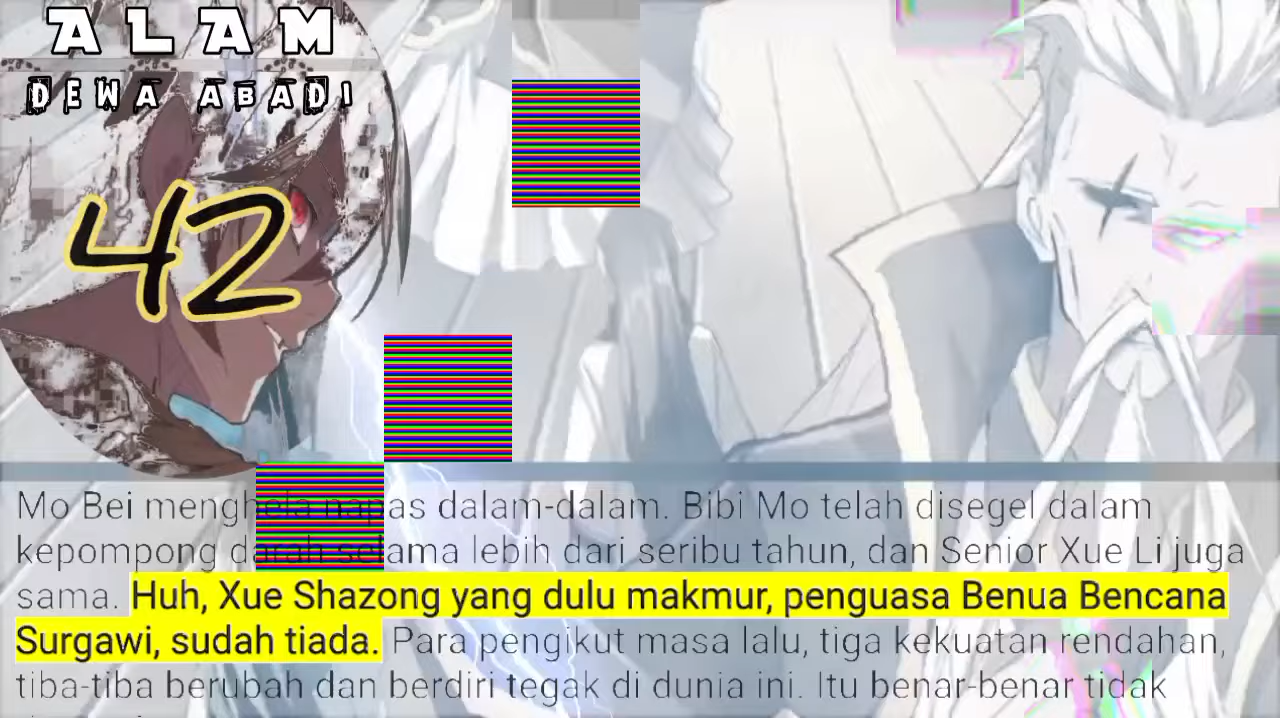 ALAM
DEWA ABADI
42
Mo Bei menghela napas dalam-dalam. Bibi Mo telah disegel dalam
kepompong darah selama lebih dari seribu tahun, dan Senior Xue Li juga
sama. Huh, Xue Shazong yang dulu makmur, penguasa Benua Bencana
Surgawi, sudah tiada. Para pengikut masa lalu, tiga kekuatan rendahan,
tiba-tiba berubah dan berdiri tegak di dunia ini. Itu benar-benar tidak